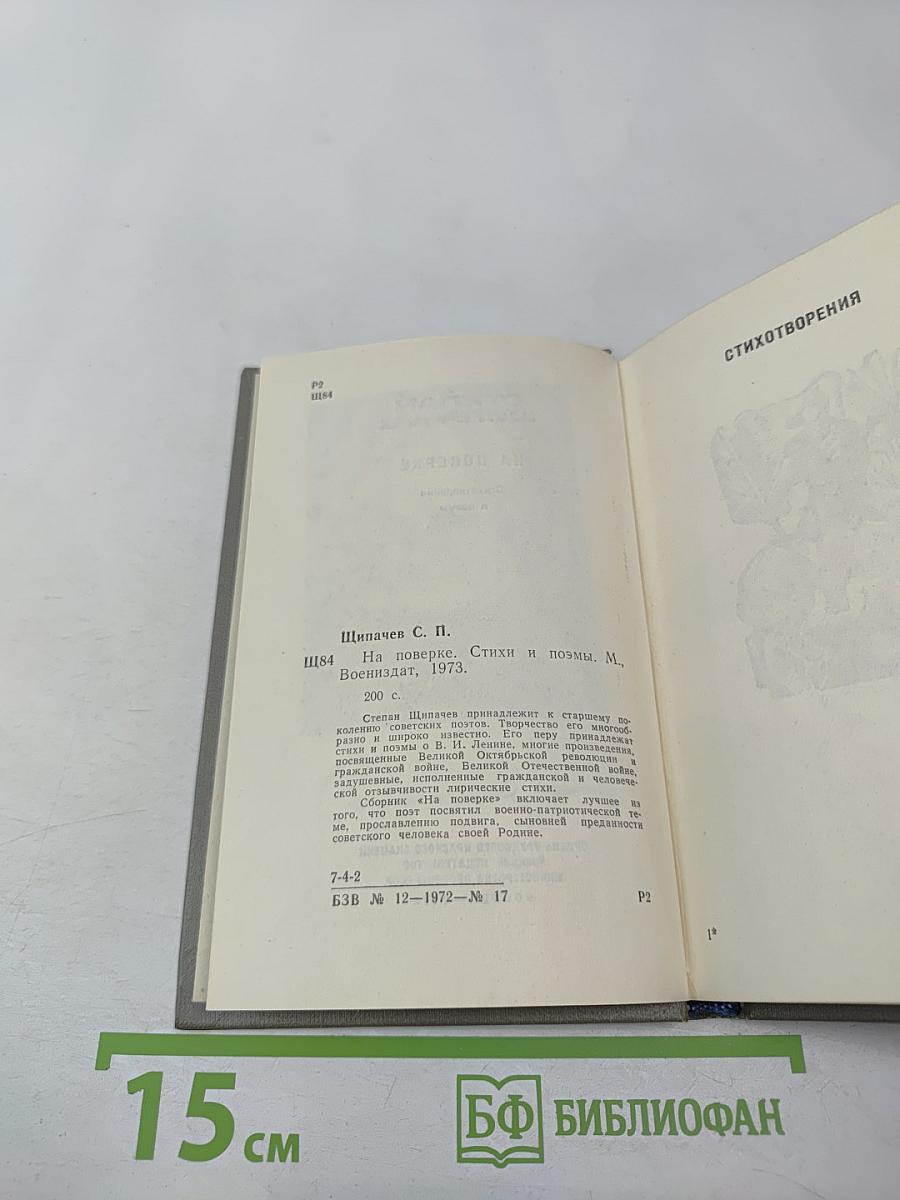 Р2
Щ84
Щипачев С. П.
Щ84 На поверке. Стихи и поэмы. М.,
Воениздат, 1973.
200 с.
Степан Щипачев принадлежит к старшему по-
колению советских поэтов. Творчество его многооб-
разно и широко известно. Его перу принадлежат
стихи и поэмы о В. И. Ленине, многие произведения,
посвященные Великой Октябрьской революции и
гражданской войне, Великой Отечественной войне,
задушевные, исполненные гражданской и человече-
ской отзывчивости лирические стихи.
Сборник «На поверке» включает лучшее из
того, что поэт посвятил военно-патриотической те-
ме, прославлению подвига, сыновней преданности
советского человека своей Родине.
7-4-2
БЗВ № 12—1972—№ 17
Р2
СТИХОТВОРЕНИЯ
1*
15 см
БФ БИБЛИОФАН